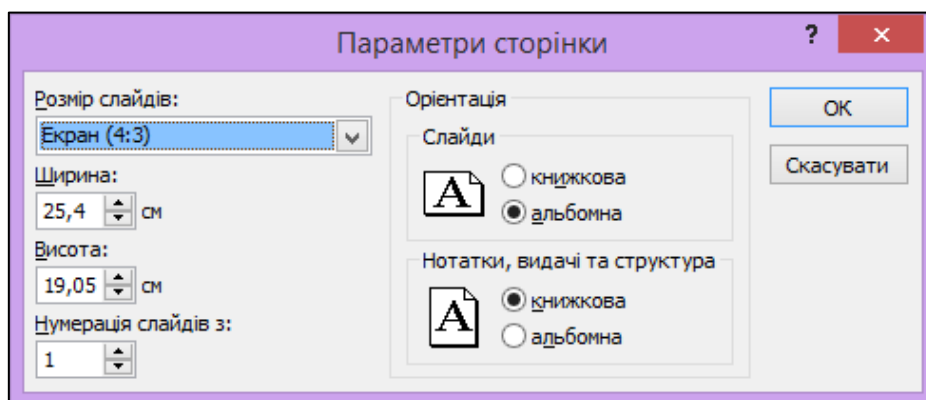 Параметри сторінки
?
×
Розмір слайдів:
Екран (4:3)
Ширина:
25,4 см
Висота:
19,05 см
Нумерація слайдів з:
1
Орієнтація
Слайди
A
книжкова
альбомна
Нотатки, видачі та структура
A
книжкова
альбомна
ОК
Скасувати